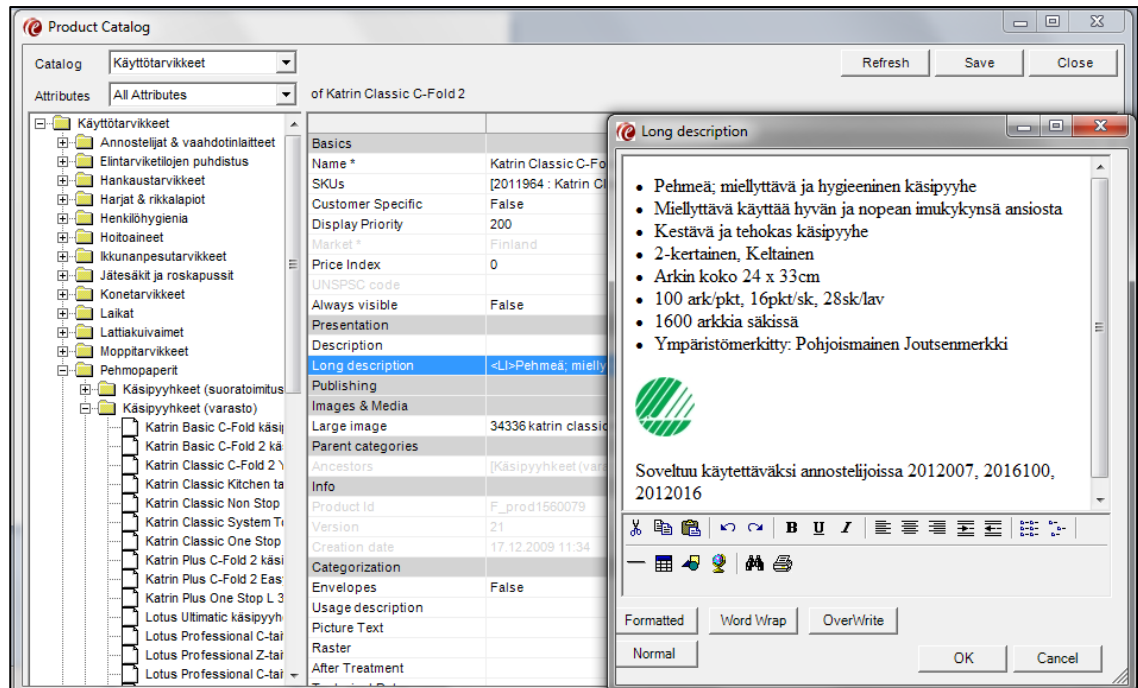 Product Catalog
Catalog Käyttötarvikkeet Refresh Save Close
Attributes All Attributes of Katrin Classic C-Fold 2
Käyttötarvikkeet
Annostelijat & vaahdotinlaitteet
Elintarviketilojen puhdistus
Hankaustarvikkeet
Harjat & rikkalapiot
Henkilöhygienia
Hoitoaineet
Ikkunanpesutarvikkeet
Jätesäkit ja roskapussit
Konetarvikkeet
Laikat
Lattiakuivaimet
Moppitarvikkeet
Pehmopaperit
Käsipyyhkeet (suoratoimitus
Käsipyyhkeet (varasto)
Katrin Basic C-Fold käsip
Katrin Basic C-Fold 2 kä
Katrin Classic C-Fold 2 Y
Katrin Classic Kitchen ta
Katrin Classic Non Stop
Katrin Classic System To
Katrin Classic One Stop
Katrin Plus C-Fold 2 käsi
Katrin Plus C-Fold 2 Eas
Katrin Plus One Stop L 3
Lotus Ultimatic käsipyyh
Lotus Professional C-tai
Lotus Professional Z-tai
Lotus Professional C-tai
Basics
Name * Katrin Classic C-Fo
SKUs [2011964 : Katrin Cl
Customer Specific False
Display Priority 200
Market * Finland
Price Index 0
UNSPSC code
Always visible False
Presentation
Description
Long description <LI>Pehmeä; mielly
Publishing
Images & Media
Large image 34336 katrin classic
Parent categories
Ancestors [Käsipyyhkeet (vara
Info
Product Id F_prod1560079
Version 21
Creation date 17.12.2009 11:34
Categorization
Envelopes False
Usage description
Picture Text
Raster
After Treatment
Long description
• Pehmeä; miellyttävä ja hygieeninen käsipyyhe
• Miellyttävä käyttää hyvän ja nopean imukykynsä ansiosta
• Kestävä ja tehokas käsipyyhe
• 2-kertainen, Keltainen
• Arkin koko 24 x 33cm
• 100 ark/pkt, 16pkt/sk, 28sk/lav
• 1600 arkkia säkissä
• Ympäristömerkitty: Pohjoismainen Joutsenmerkki
Soveltuu käytettäväksi annostelijoissa 2012007, 2016100,
2012016
B U I
Formatted Word Wrap OverWrite
Normal OK Cancel